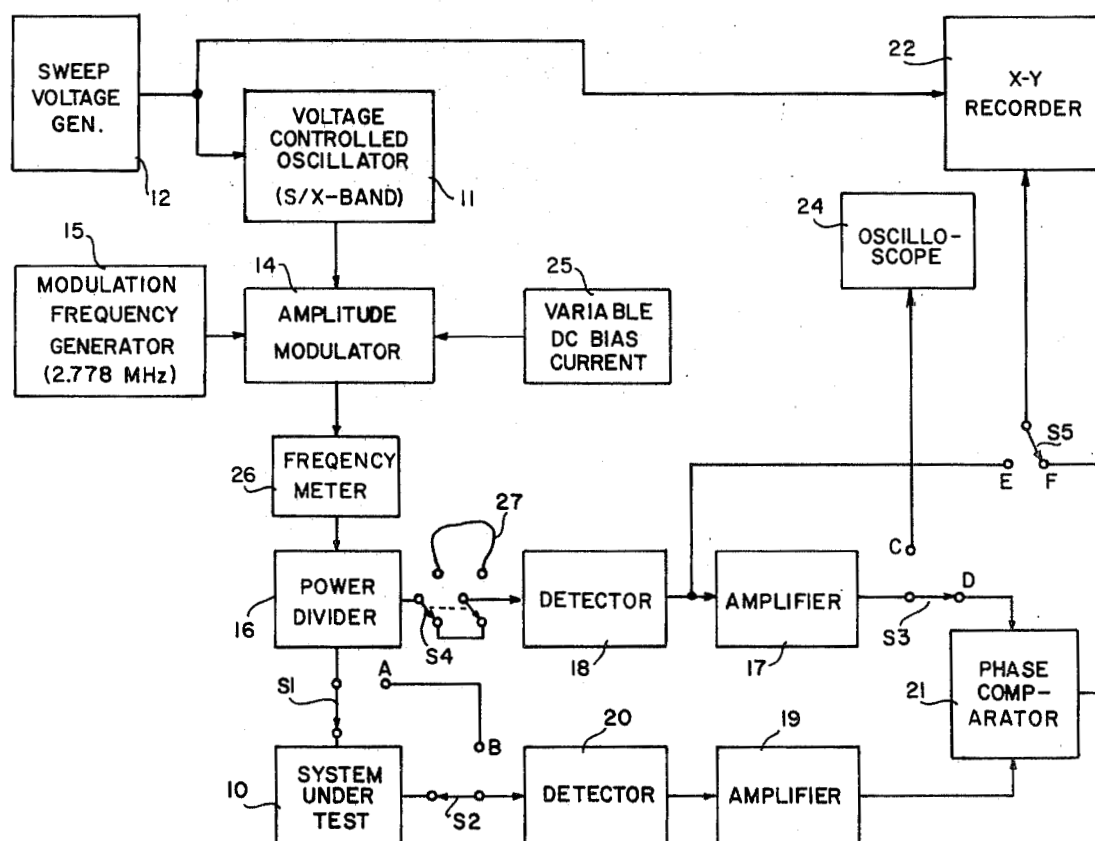 SWEEP
VOLTAGE
GEN.
12
VOLTAGE
CONTROLLED
OSCILLATOR
(S/X-BAND)
11
22
X-Y
RECORDER
24
OSCILLO-
SCOPE
15
MODULATION
FREQUENCY
GENERATOR
(2.778 MHz)
14
AMPLITUDE
MODULATOR
25
VARIABLE
DC BIAS
CURRENT
26
FREQENCY
METER
S5
E
F
27
C
16
POWER
DIVIDER
S4
DETECTOR
18
AMPLIFIER
17
D
S3
S1
A
B
21
PHASE
COMP-
ARATOR
10
SYSTEM
UNDER
TEST
S2
20
DETECTOR
19
AMPLIFIER